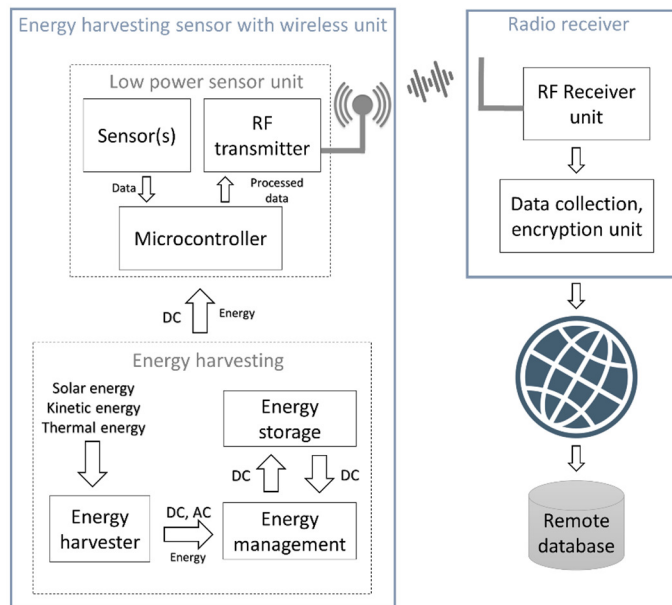 Energy harvesting sensor with wireless unit
Low power sensor unit
Sensor(s)
RF
transmitter
Data
Processed
data
Microcontroller
DC
Energy
Energy harvesting
Solar energy
Kinetic energy
Thermal energy
Energy
storage
DC
DC
Energy
harvester
DC, AC
Energy
Energy
management
Radio receiver
RF Receiver
unit
Data collection,
encryption unit
Remote
database